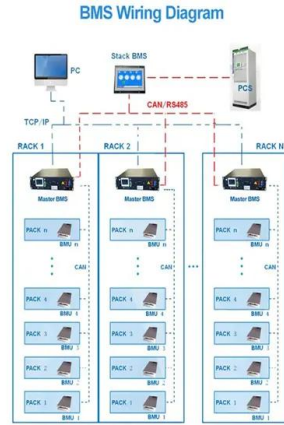 BMS Wiring Diagram
Stack BMS
PC
PCS
CAN/RS485
TCP/IP
RACK 1
RACK 2
RACK N
Master BMS
Master BMS
Master BMS
PACK n
BMU n
PACK n
BMU n
PACK n
BMU n
CAN
CAN
CAN
PACK 4
BMU 4
PACK 4
BMU 4
PACK 4
BMU 4
PACK 3
BMU 3
PACK 3
BMU 3
PACK 3
BMU 3
PACK 2
BMU 2
PACK 2
BMU 2
PACK 2
BMU 2
PACK 1
BMU 1
PACK 1
BMU 1
PACK 1
BMU 1